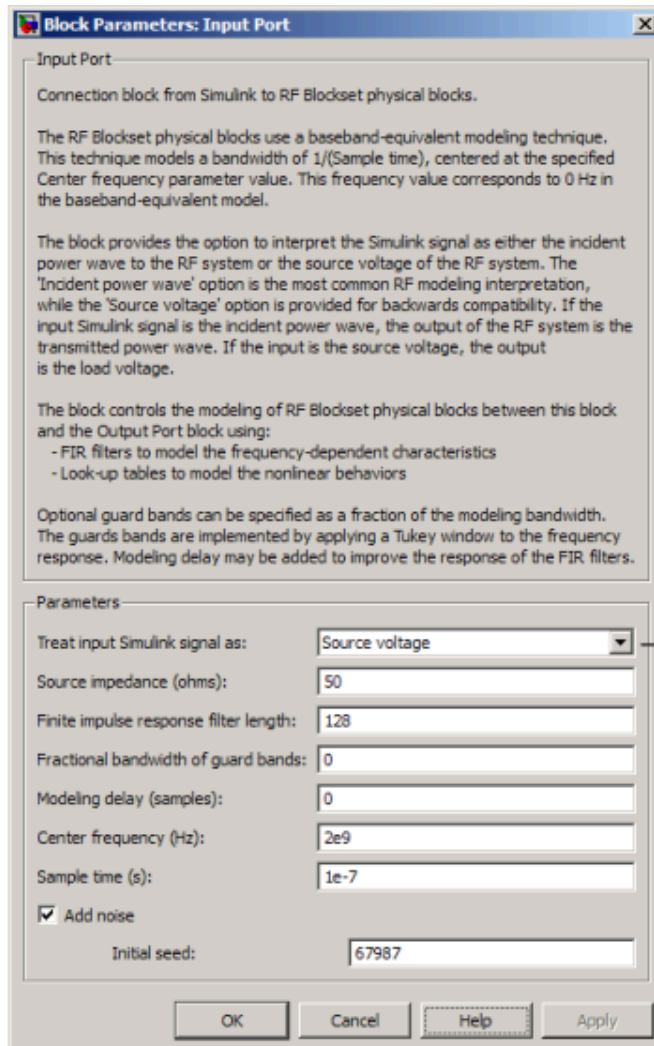 Block Parameters: Input Port
Input Port
Connection block from Simulink to RF Blockset physical blocks.
The RF Blockset physical blocks use a baseband-equivalent modeling technique.
This technique models a bandwidth of 1/(Sample time), centered at the specified
Center frequency parameter value. This frequency value corresponds to 0 Hz in
the baseband-equivalent model.
The block provides the option to interpret the Simulink signal as either the incident
power wave to the RF system or the source voltage of the RF system. The
'Incident power wave' option is the most common RF modeling interpretation,
while the 'Source voltage' option is provided for backwards compatibility. If the
input Simulink signal is the incident power wave, the output of the RF system is the
transmitted power wave. If the input is the source voltage, the output
is the load voltage.
The block controls the modeling of RF Blockset physical blocks between this block
and the Output Port block using:
- FIR filters to model the frequency-dependent characteristics
- Look-up tables to model the nonlinear behaviors
Optional guard bands can be specified as a fraction of the modeling bandwidth.
The guards bands are implemented by applying a Tukey window to the frequency
response. Modeling delay may be added to improve the response of the FIR filters.
Parameters
Treat input Simulink signal as: Source voltage
Source impedance (ohms): 50
Finite impulse response filter length: 128
Fractional bandwidth of guard bands: 0
Modeling delay (samples): 0
Center frequency (Hz): 2e9
Sample time (s): 1e-7
Add noise
Initial seed: 67987
OK Cancel Help Apply